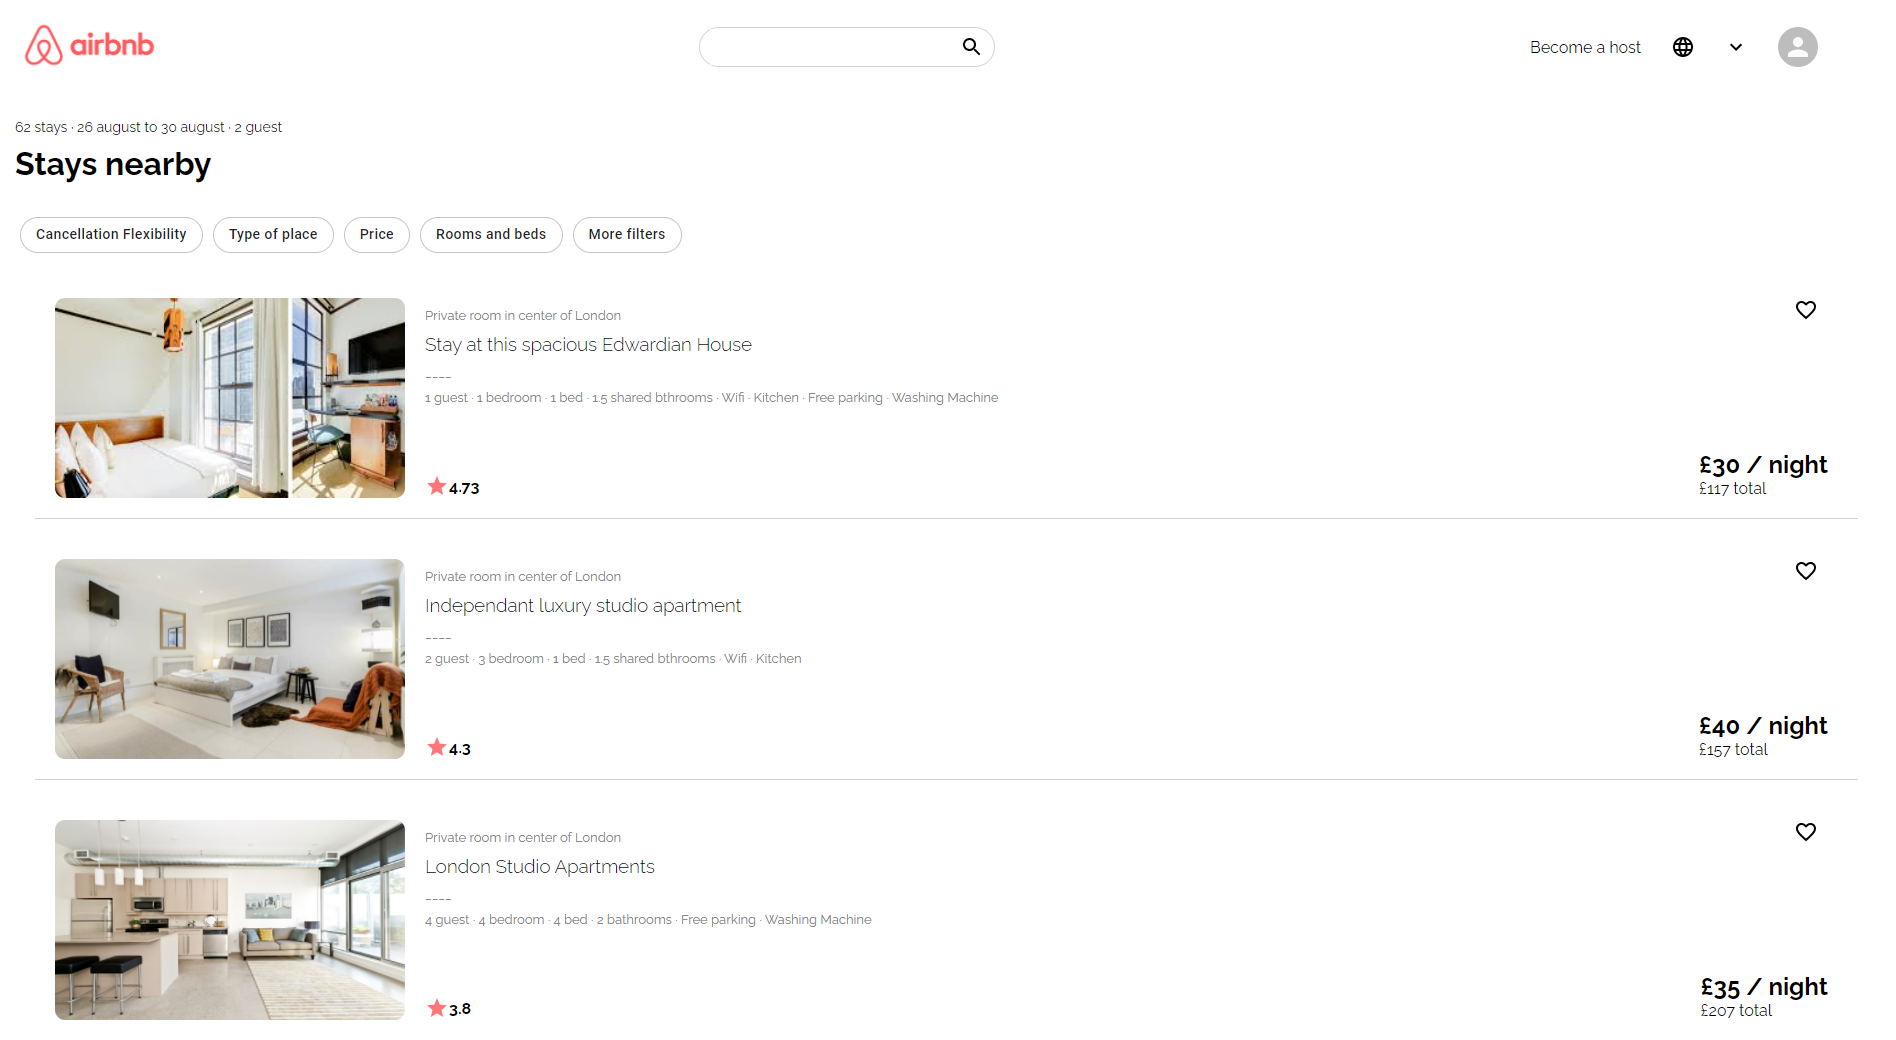 airbnb
Become a host
62 stays · 26 august to 30 august · 2 guest
Stays nearby
Cancellation Flexibility
Type of place
Price
Rooms and beds
More filters
Private room in center of London
Stay at this spacious Edwardian House
____
1 guest · 1 bedroom · 1 bed · 1.5 shared bthrooms · Wifi · Kitchen · Free parking · Washing Machine
4.73
£30 / night
£117 total
Private room in center of London
Independant luxury studio apartment
____
2 guest · 3 bedroom · 1 bed · 1.5 shared bthrooms · Wifi · Kitchen
4.3
£40 / night
£157 total
Private room in center of London
London Studio Apartments
____
4 guest · 4 bedroom · 4 bed · 2 bathrooms · Free parking · Washing Machine
3.8
£35 / night
£207 total